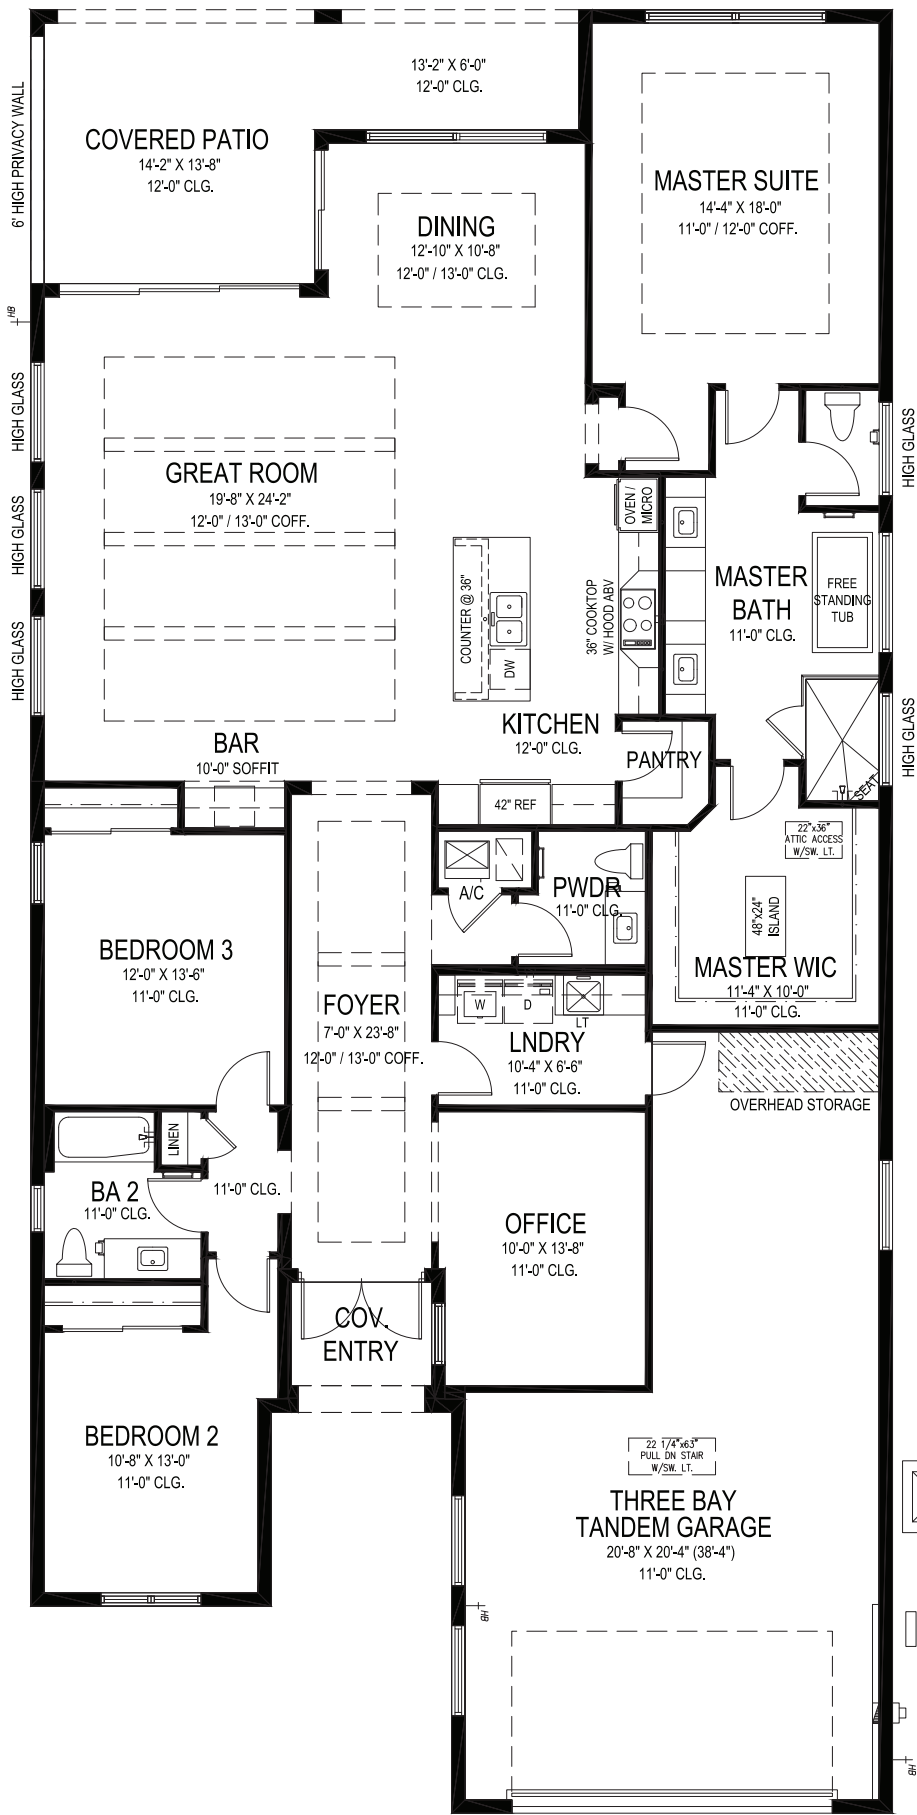 13'-2" X 6'-0"
12'-0" CLG.
6' HIGH PRIVACY WALL
COVERED PATIO
14'-2" X 13'-8"
12'-0" CLG.
MASTER SUITE
14'-4" X 18'-0"
11'-0" / 12'-0" COFF.
DINING
12'-10" X 10'-8"
12'-0" / 13'-0" CLG.
HB
HIGH GLASS
HIGH GLASS
HIGH GLASS
GREAT ROOM
19'-8" X 24'-2"
12'-0" / 13'-0" COFF.
HIGH GLASS
HIGH GLASS
OVEN /
MICRO
COUNTER @ 36"
DW
36" COOKTOP
W/ HOOD ABV
MASTER
BATH
11'-0" CLG.
FREE
STANDING
TUB
KITCHEN
12'-0" CLG.
BAR
10'-0" SOFFIT
PANTRY
42" REF
SEAT
22"x36"
ATTIC ACCESS
W/SW. LT.
A/C
PWDR
11'-0" CLG.
48"x24"
ISLAND
MASTER WIC
11'-4" X 10'-0"
11'-0" CLG.
BEDROOM 3
12'-0" X 13'-6"
11'-0" CLG.
FOYER
7'-0" X 23'-8"
12'-0" / 13'-0" COFF.
W
D
LT
LNDRY
10'-4" X 6'-6"
11'-0" CLG.
OVERHEAD STORAGE
LINEN
BA 2
11'-0" CLG.
11'-0" CLG.
OFFICE
10'-0" X 13'-8"
11'-0" CLG.
COV.
ENTRY
BEDROOM 2
10'-8" X 13'-0"
11'-0" CLG.
22 1/4"x63"
PULL DN STAIR
W/SW. LT.
THREE BAY
TANDEM GARAGE
20'-8" X 20'-4" (38'-4")
11'-0" CLG.
HB
HB